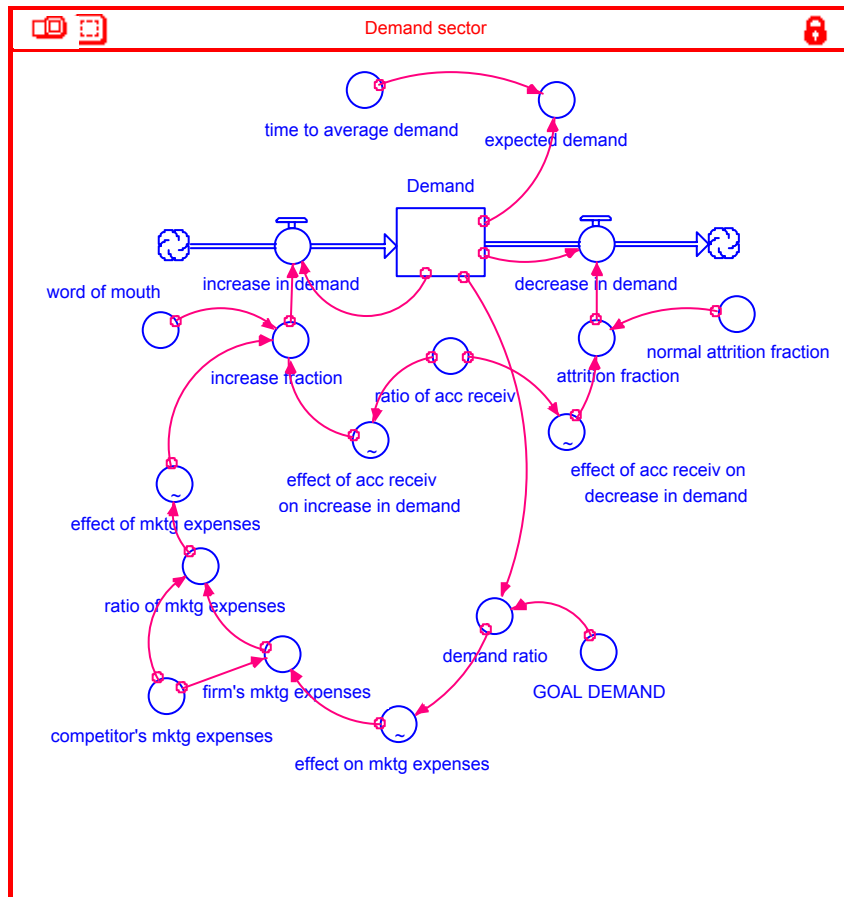 Demand sector
time to average demand
expected demand
Demand
increase in demand
decrease in demand
word of mouth
normal attrition fraction
increase fraction
ratio of acc receiv
attrition fraction
effect of acc receiv
on increase in demand
effect of acc receiv on
decrease in demand
~
~
~
effect of mktg expenses
ratio of mktg expenses
demand ratio
firm's mktg expenses
GOAL DEMAND
competitor's mktg expenses
~
effect on mktg expenses